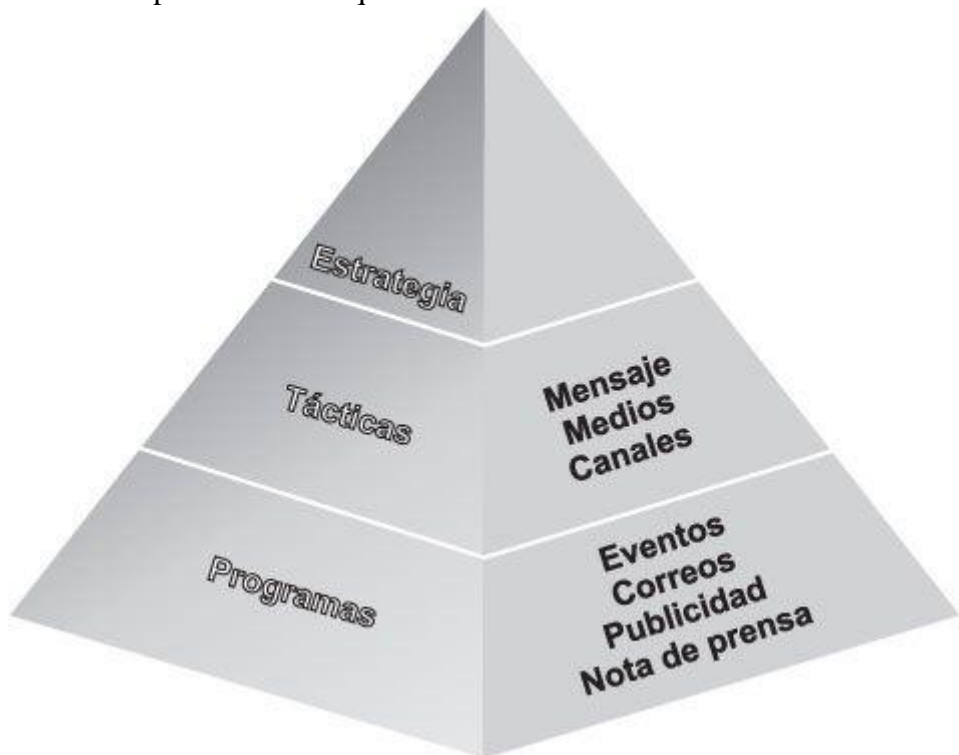 Estrategia
Tácticas
Mensaje
Medios
Canales
Programas
Eventos
Correos
Publicidad
Nota de prensa